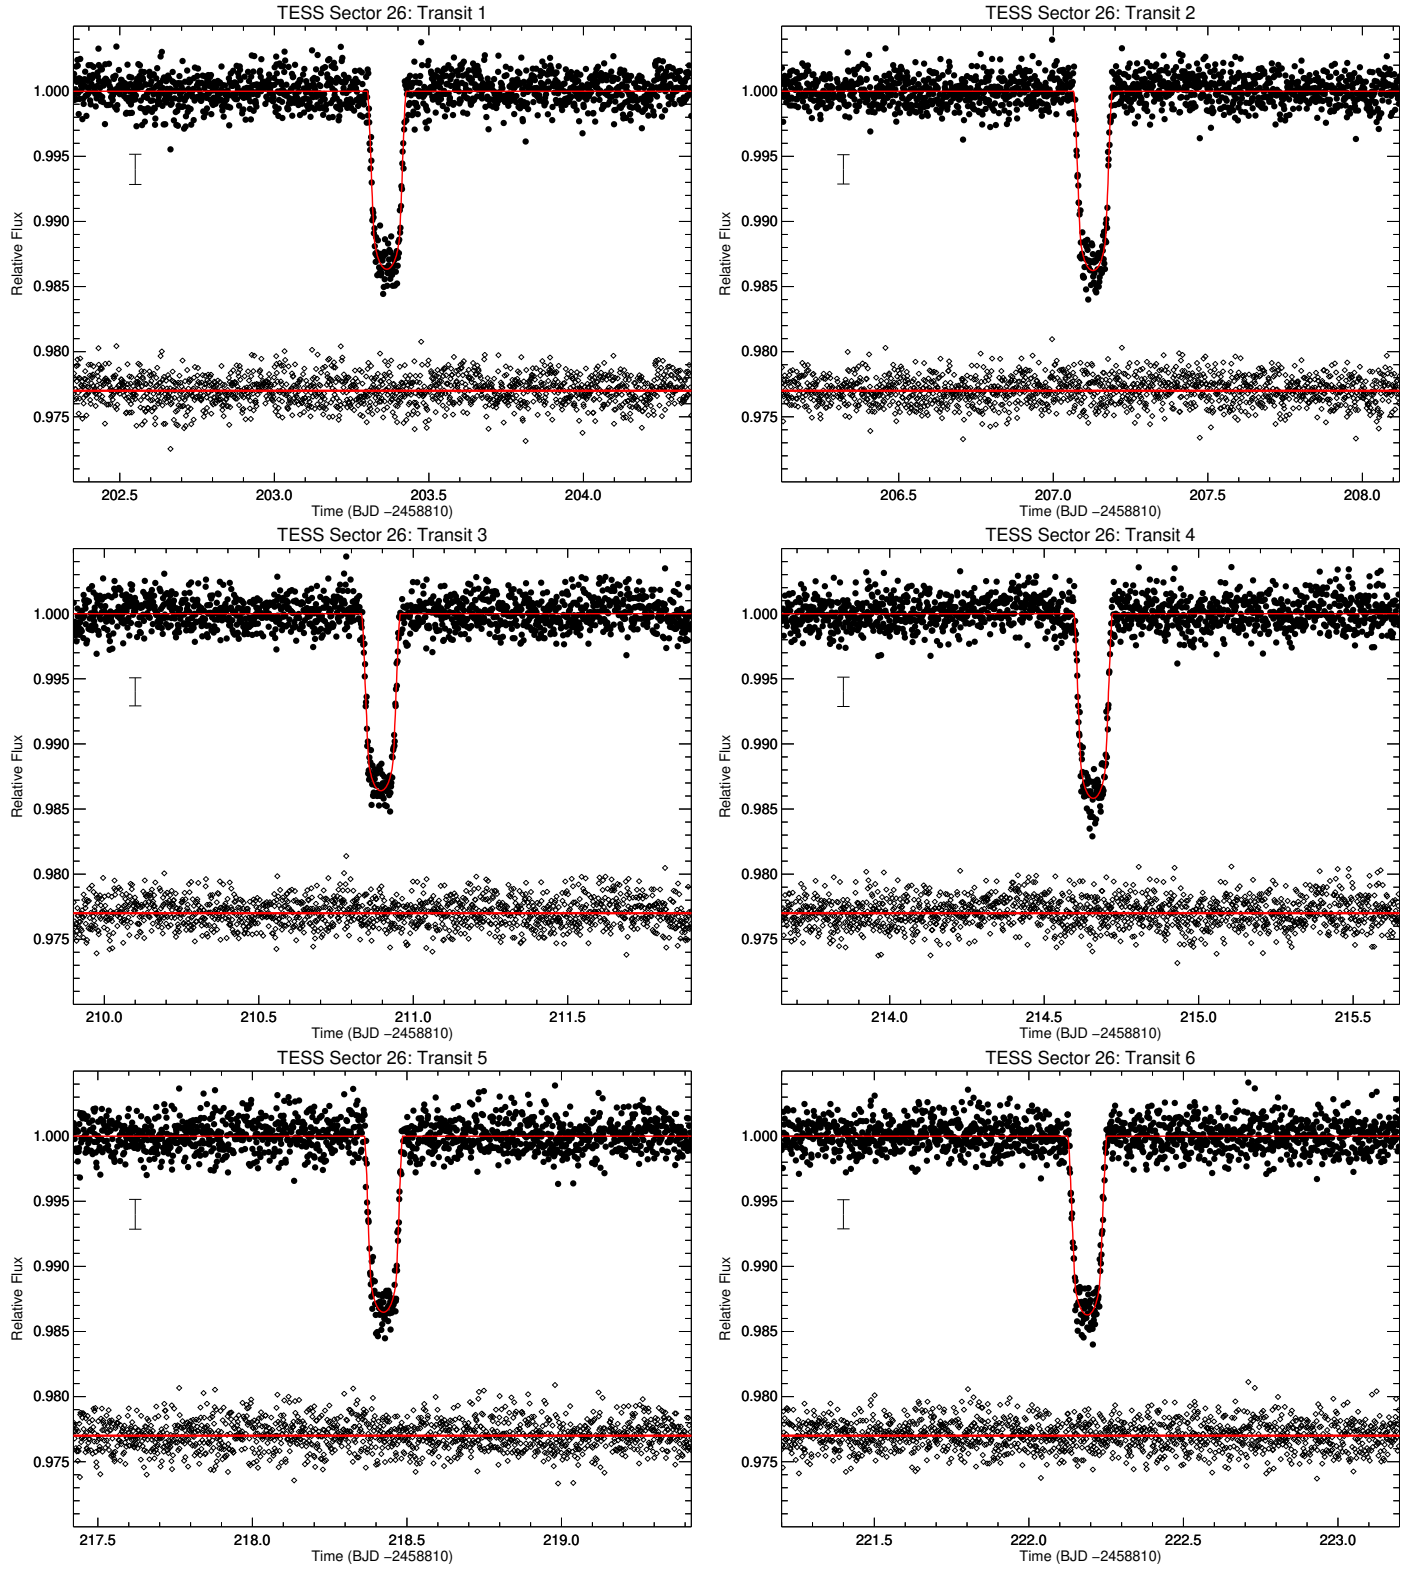 TESS Sector 26: Transit 1
1.000
0.995
0.990
0.985
0.980
0.975
Relative Flux
202.5 203.0 203.5 204.0
Time (BJD −2458810)
TESS Sector 26: Transit 2
1.000
0.995
0.990
0.985
0.980
0.975
Relative Flux
206.5 207.0 207.5 208.0
Time (BJD −2458810)
TESS Sector 26: Transit 3
1.000
0.995
0.990
0.985
0.980
0.975
Relative Flux
210.0 210.5 211.0 211.5
Time (BJD −2458810)
TESS Sector 26: Transit 4
1.000
0.995
0.990
0.985
0.980
0.975
Relative Flux
214.0 214.5 215.0 215.5
Time (BJD −2458810)
TESS Sector 26: Transit 5
1.000
0.995
0.990
0.985
0.980
0.975
Relative Flux
217.5 218.0 218.5 219.0
Time (BJD −2458810)
TESS Sector 26: Transit 6
1.000
0.995
0.990
0.985
0.980
0.975
Relative Flux
221.5 222.0 222.5 223.0
Time (BJD −2458810)